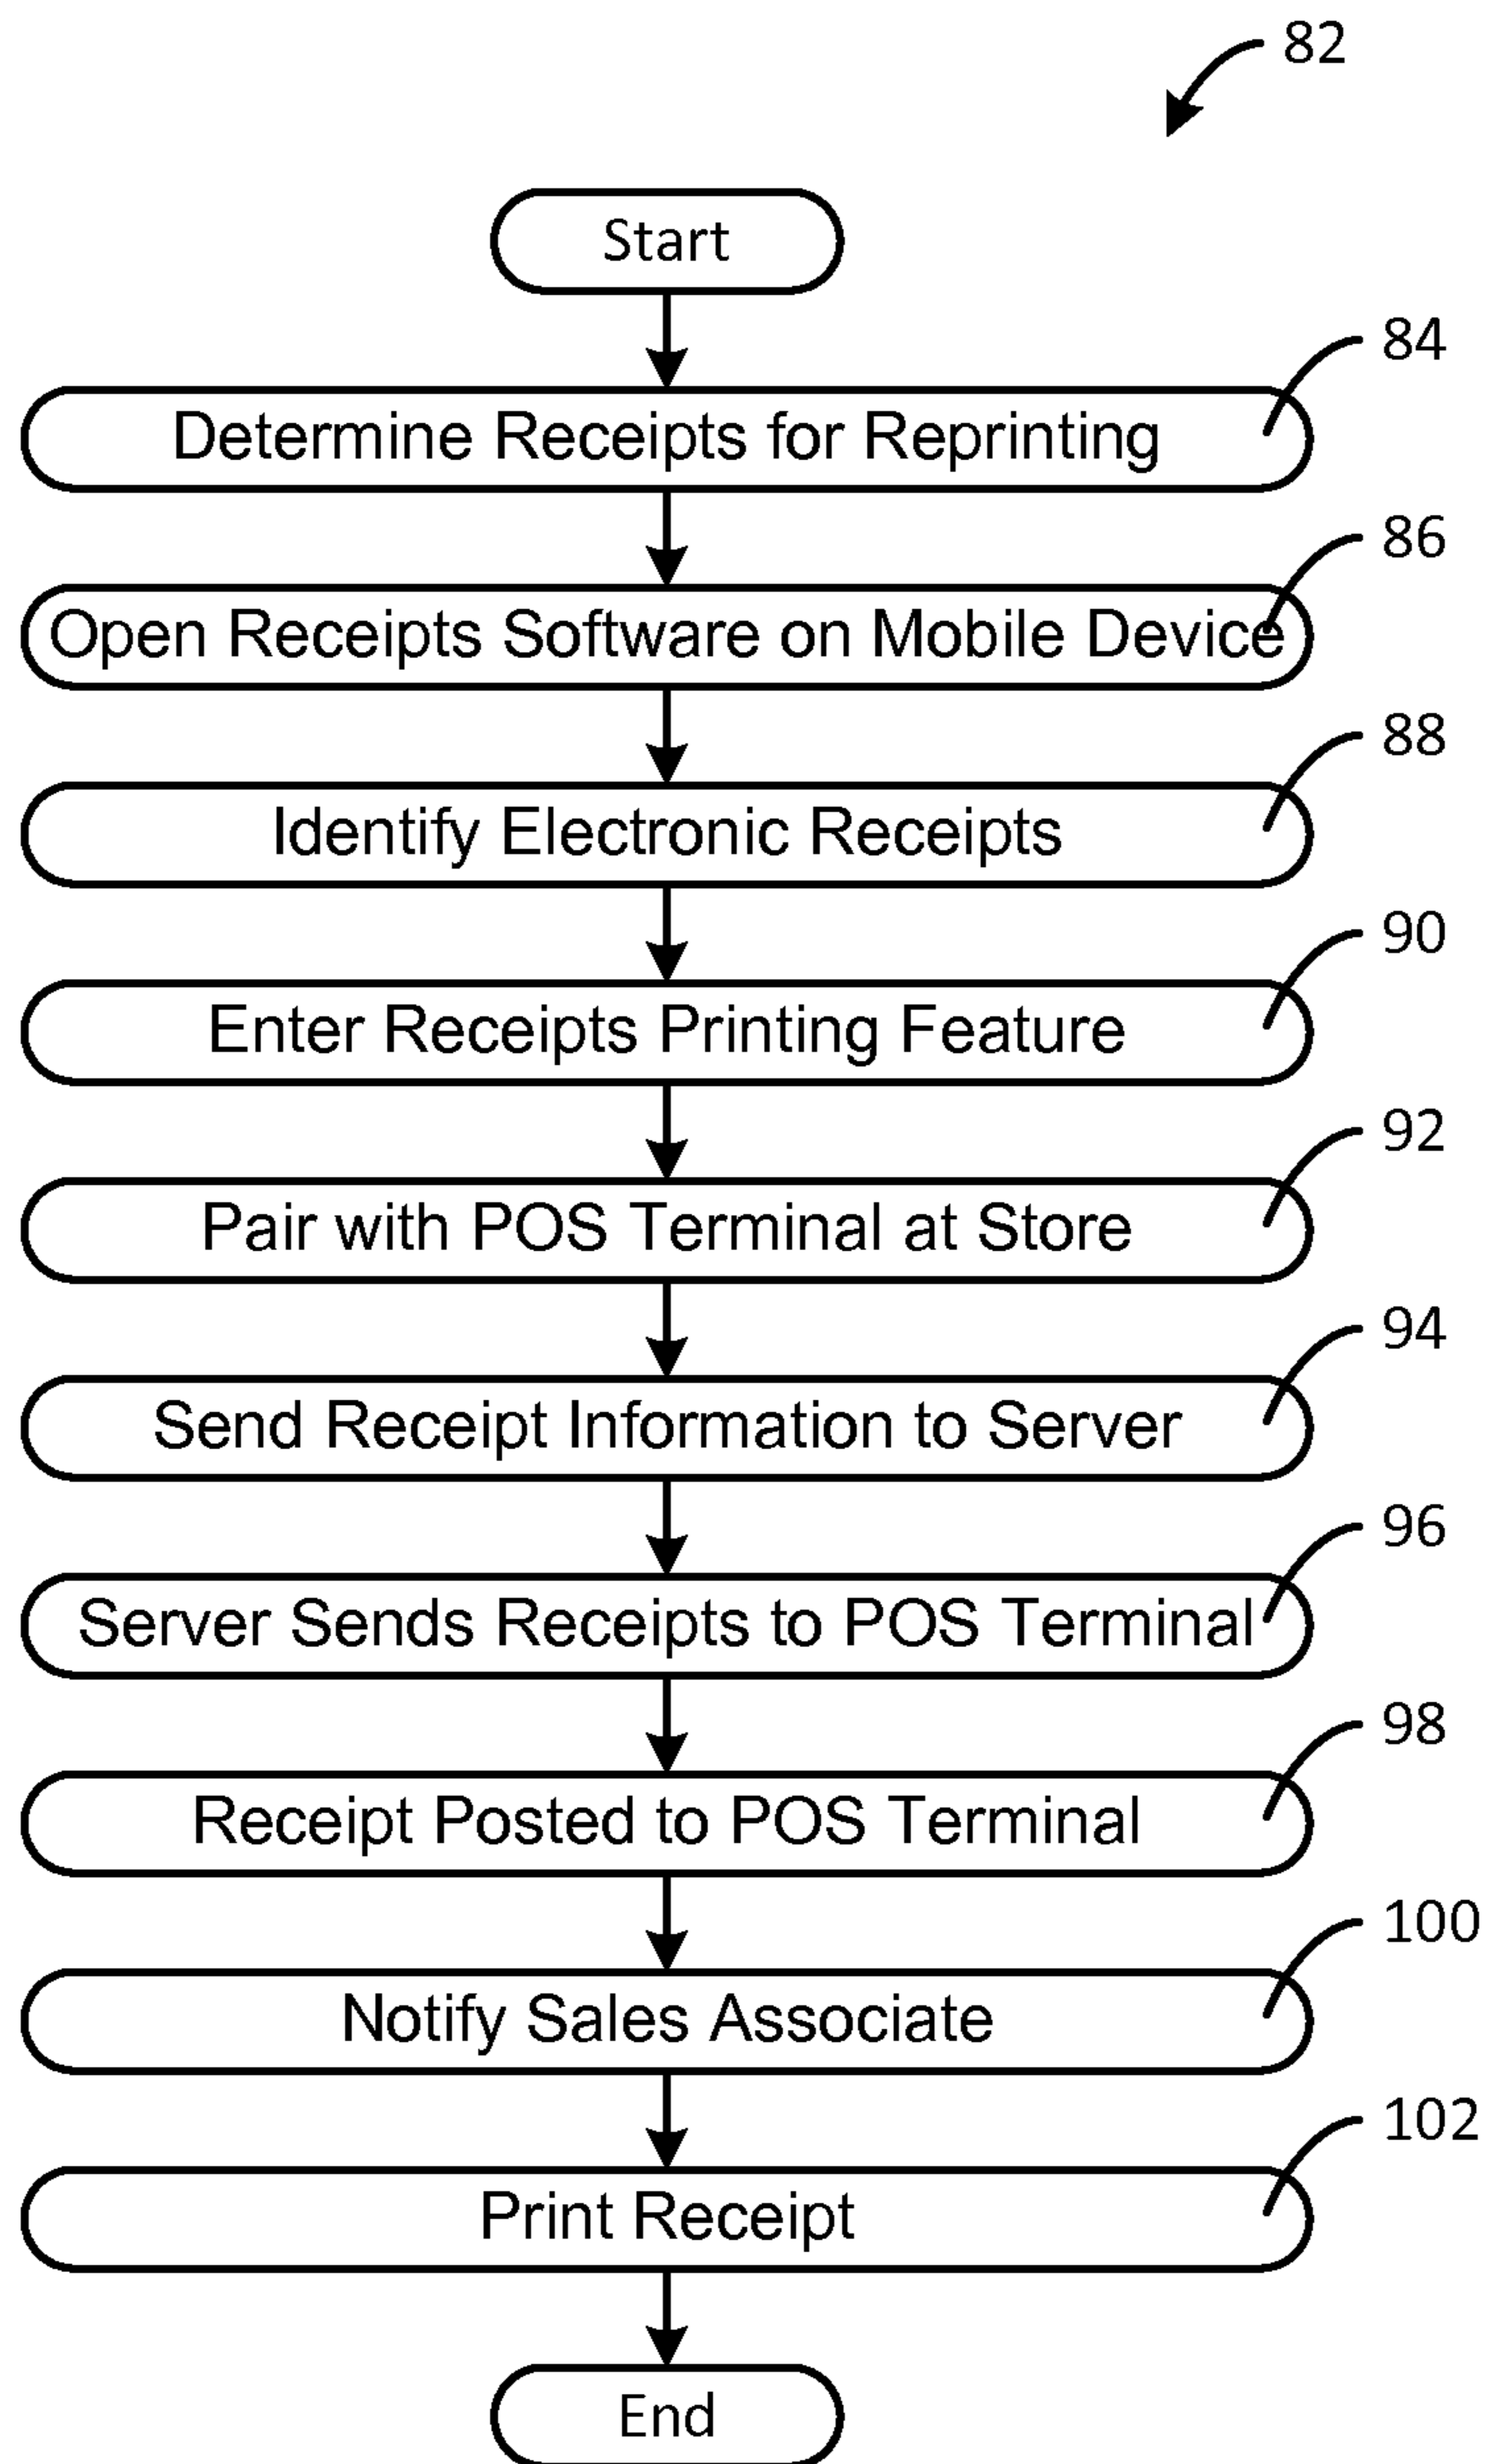 82
Start
84
Determine Receipts for Reprinting
86
Open Receipts Software on Mobile Device
88
Identify Electronic Receipts
90
Enter Receipts Printing Feature
92
Pair with POS Terminal at Store
94
Send Receipt Information to Server
96
Server Sends Receipts to POS Terminal
98
Receipt Posted to POS Terminal
100
Notify Sales Associate
102
Print Receipt
End